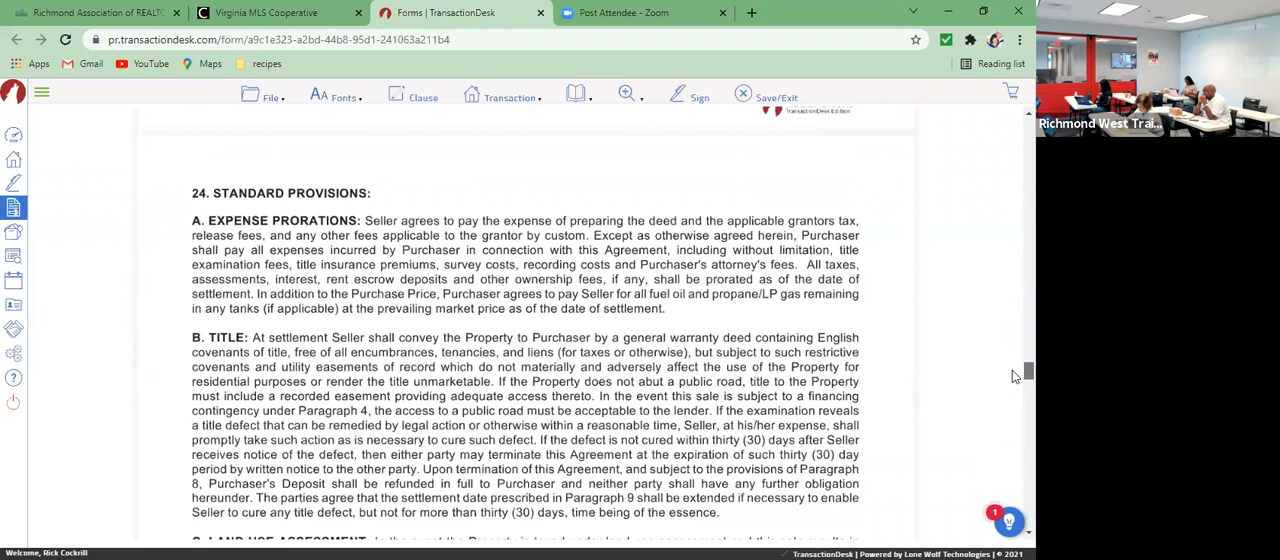 Richmond Association of REALTO
Virginia MLS Cooperative
Forms | TransactionDesk
Post Attendee - Zoom
pr.transactiondesk.com/form/a9c1e323-a2bd-44b8-95d1-241063a211b4
Apps
Gmail
YouTube
Maps
recipes
Reading list
File
Fonts
Clause
Transaction
Sign
Save/Exit
Richmond West Trai...
TransactionDesk Edition
24. STANDARD PROVISIONS:
A. EXPENSE PRORATIONS: Seller agrees to pay the expense of preparing the deed and the applicable grantors tax,
release fees, and any other fees applicable to the grantor by custom. Except as otherwise agreed herein, Purchaser
shall pay all expenses incurred by Purchaser in connection with this Agreement, including without limitation, title
examination fees, title insurance premiums, survey costs, recording costs and Purchaser's attorney's fees. All taxes,
assessments, interest, rent escrow deposits and other ownership fees, if any, shall be prorated as of the date of
settlement. In addition to the Purchase Price, Purchaser agrees to pay Seller for all fuel oil and propane/LP gas remaining
in any tanks (if applicable) at the prevailing market price as of the date of settlement.
B. TITLE: At settlement Seller shall convey the Property to Purchaser by a general warranty deed containing English
covenants of title, free of all encumbrances, tenancies, and liens (for taxes or otherwise), but subject to such restrictive
covenants and utility easements of record which do not materially and adversely affect the use of the Property for
residential purposes or render the title unmarketable. If the Property does not abut a public road, title to the Property
must include a recorded easement providing adequate access thereto. In the event this sale is subject to a financing
contingency under Paragraph 4, the access to a public road must be acceptable to the lender. If the examination reveals
a title defect that can be remedied by legal action or otherwise within a reasonable time, Seller, at his/her expense, shall
promptly take such action as is necessary to cure such defect. If the defect is not cured within thirty (30) days after Seller
receives notice of the defect, then either party may terminate this Agreement at the expiration of such thirty (30) day
period by written notice to the other party. Upon termination of this Agreement, and subject to the provisions of Paragraph
8, Purchaser's Deposit shall be refunded in full to Purchaser and neither party shall have any further obligation
hereunder. The parties agree that the settlement date prescribed in Paragraph 9 shall be extended if necessary to enable
Seller to cure any title defect, but not for more than thirty (30) days, time being of the essence.
1
Welcome, Rick Cockrill
TransactionDesk | Powered by Lone Wolf Technologies | © 2021